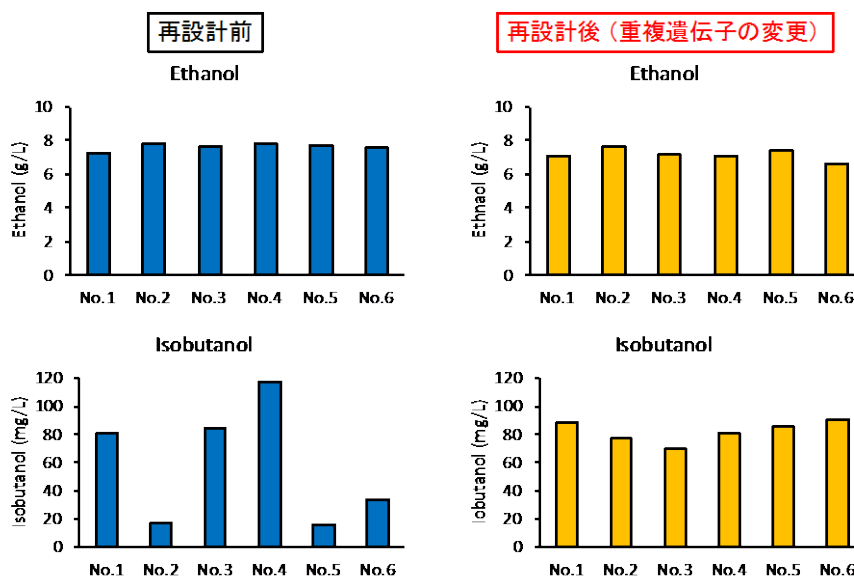 再設計前
再設計後（重複遺伝子の変更）
Ethanol
Ethanol (g/L)
10
8
6
4
2
0
No.1 No.2 No.3 No.4 No.5 No.6
Ethanol
Ethnaol (g/L)
10
8
6
4
2
0
No.1 No.2 No.3 No.4 No.5 No.6
Isobutanol
Isobutanol (mg/L)
120
100
80
60
40
20
0
No.1 No.2 No.3 No.4 No.5 No.6
Isobutanol
Iobutanol (mg/L)
120
100
80
60
40
20
0
No.1 No.2 No.3 No.4 No.5 No.6